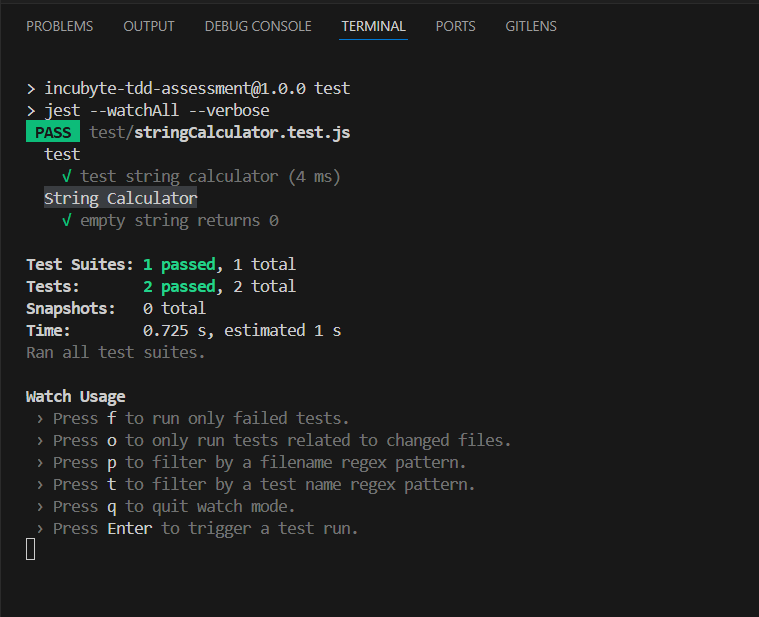 PROBLEMS OUTPUT DEBUG CONSOLE TERMINAL PORTS GITLENS
> incubyte-tdd-assessment@1.0.0 test
> jest --watchAll --verbose
PASS test/stringCalculator.test.js
test
√ test string calculator (4 ms)
String Calculator
√ empty string returns 0
Test Suites: 1 passed, 1 total
Tests: 2 passed, 2 total
Snapshots: 0 total
Time: 0.725 s, estimated 1 s
Ran all test suites.
Watch Usage
› Press f to run only failed tests.
› Press o to only run tests related to changed files.
› Press p to filter by a filename regex pattern.
› Press t to filter by a test name regex pattern.
› Press q to quit watch mode.
› Press Enter to trigger a test run.